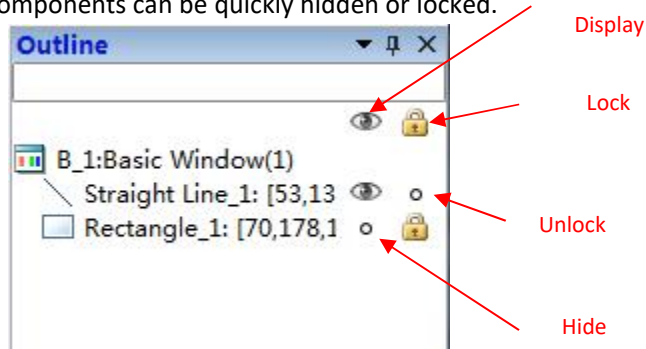 omponents can be quickly hidden or locked.
Outline
Display
Lock
B_1:Basic Window(1)
Straight Line_1: [53,13
Rectangle_1: [70,178,1
Unlock
Hide